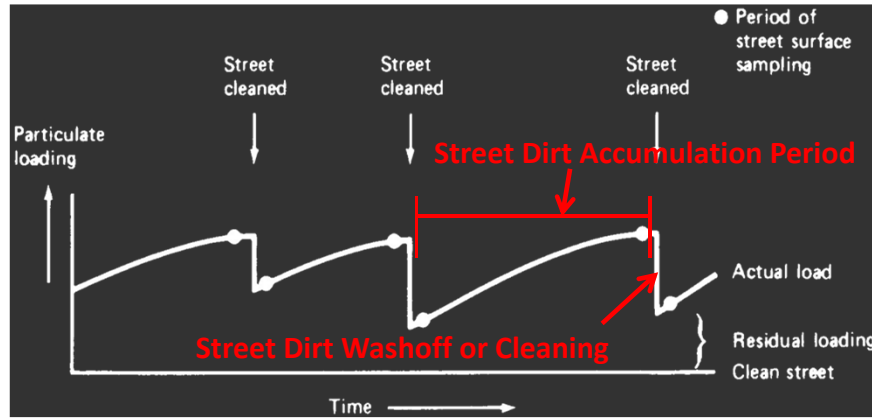 Period of
street surface
sampling
Street
cleaned
Street
cleaned
Street
cleaned
Particulate
loading
Street Dirt Accumulation Period
Actual load
Street Dirt Washoff or Cleaning
Residual loading
Clean street
Time